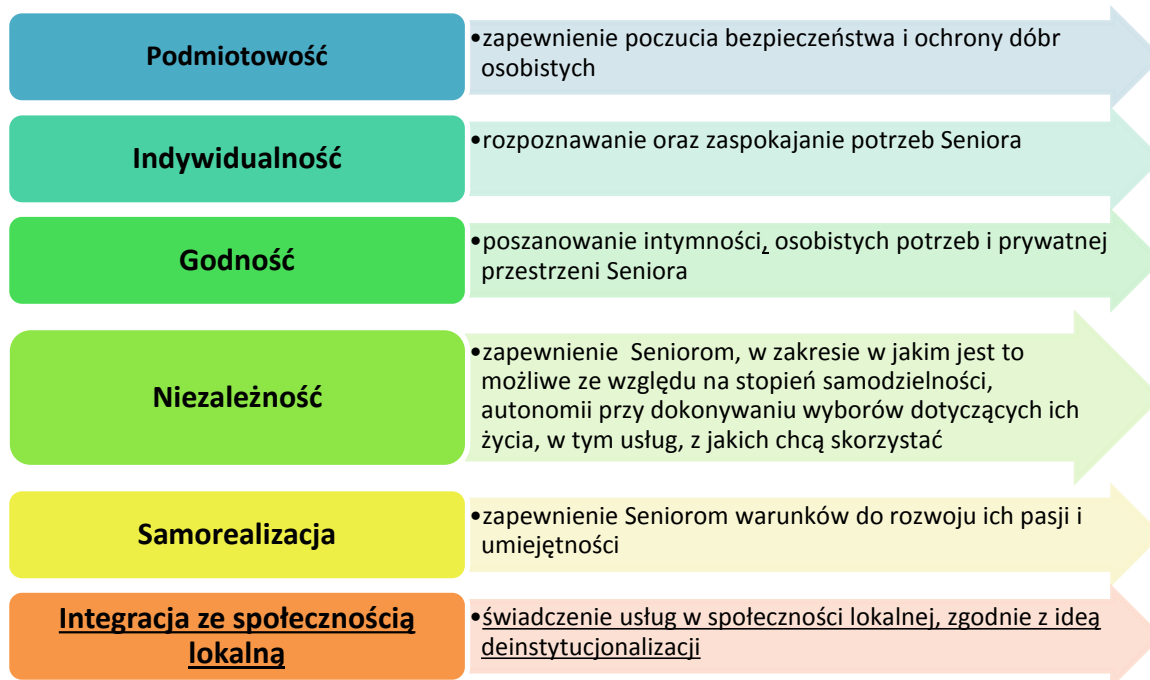 Podmiotowość
•zapewnienie poczucia bezpieczeństwa i ochrony dóbr
osobistych
Indywidualność
•rozpoznawanie oraz zaspokajanie potrzeb Seniora
Godność
•poszanowanie intymności, osobistych potrzeb i prywatnej
przestrzeni Seniora
Niezależność
•zapewnienie  Seniorom, w zakresie w jakim jest to
możliwe ze względu na stopień samodzielności,
autonomii przy dokonywaniu wyborów dotyczących ich
życia, w tym usług, z jakich chcą skorzystać
Samorealizacja
•zapewnienie Seniorom warunków do rozwoju ich pasji i
umiejętności
Integracja ze społecznością
lokalną
•świadczenie usług w społeczności lokalnej, zgodnie z ideą
deinstytucjonalizacji